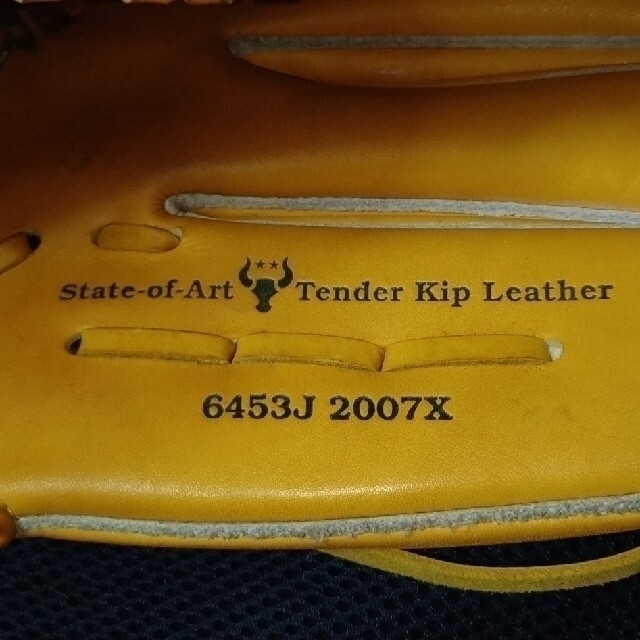 State-of-Art Tender Kip Leather
6453J 2007X